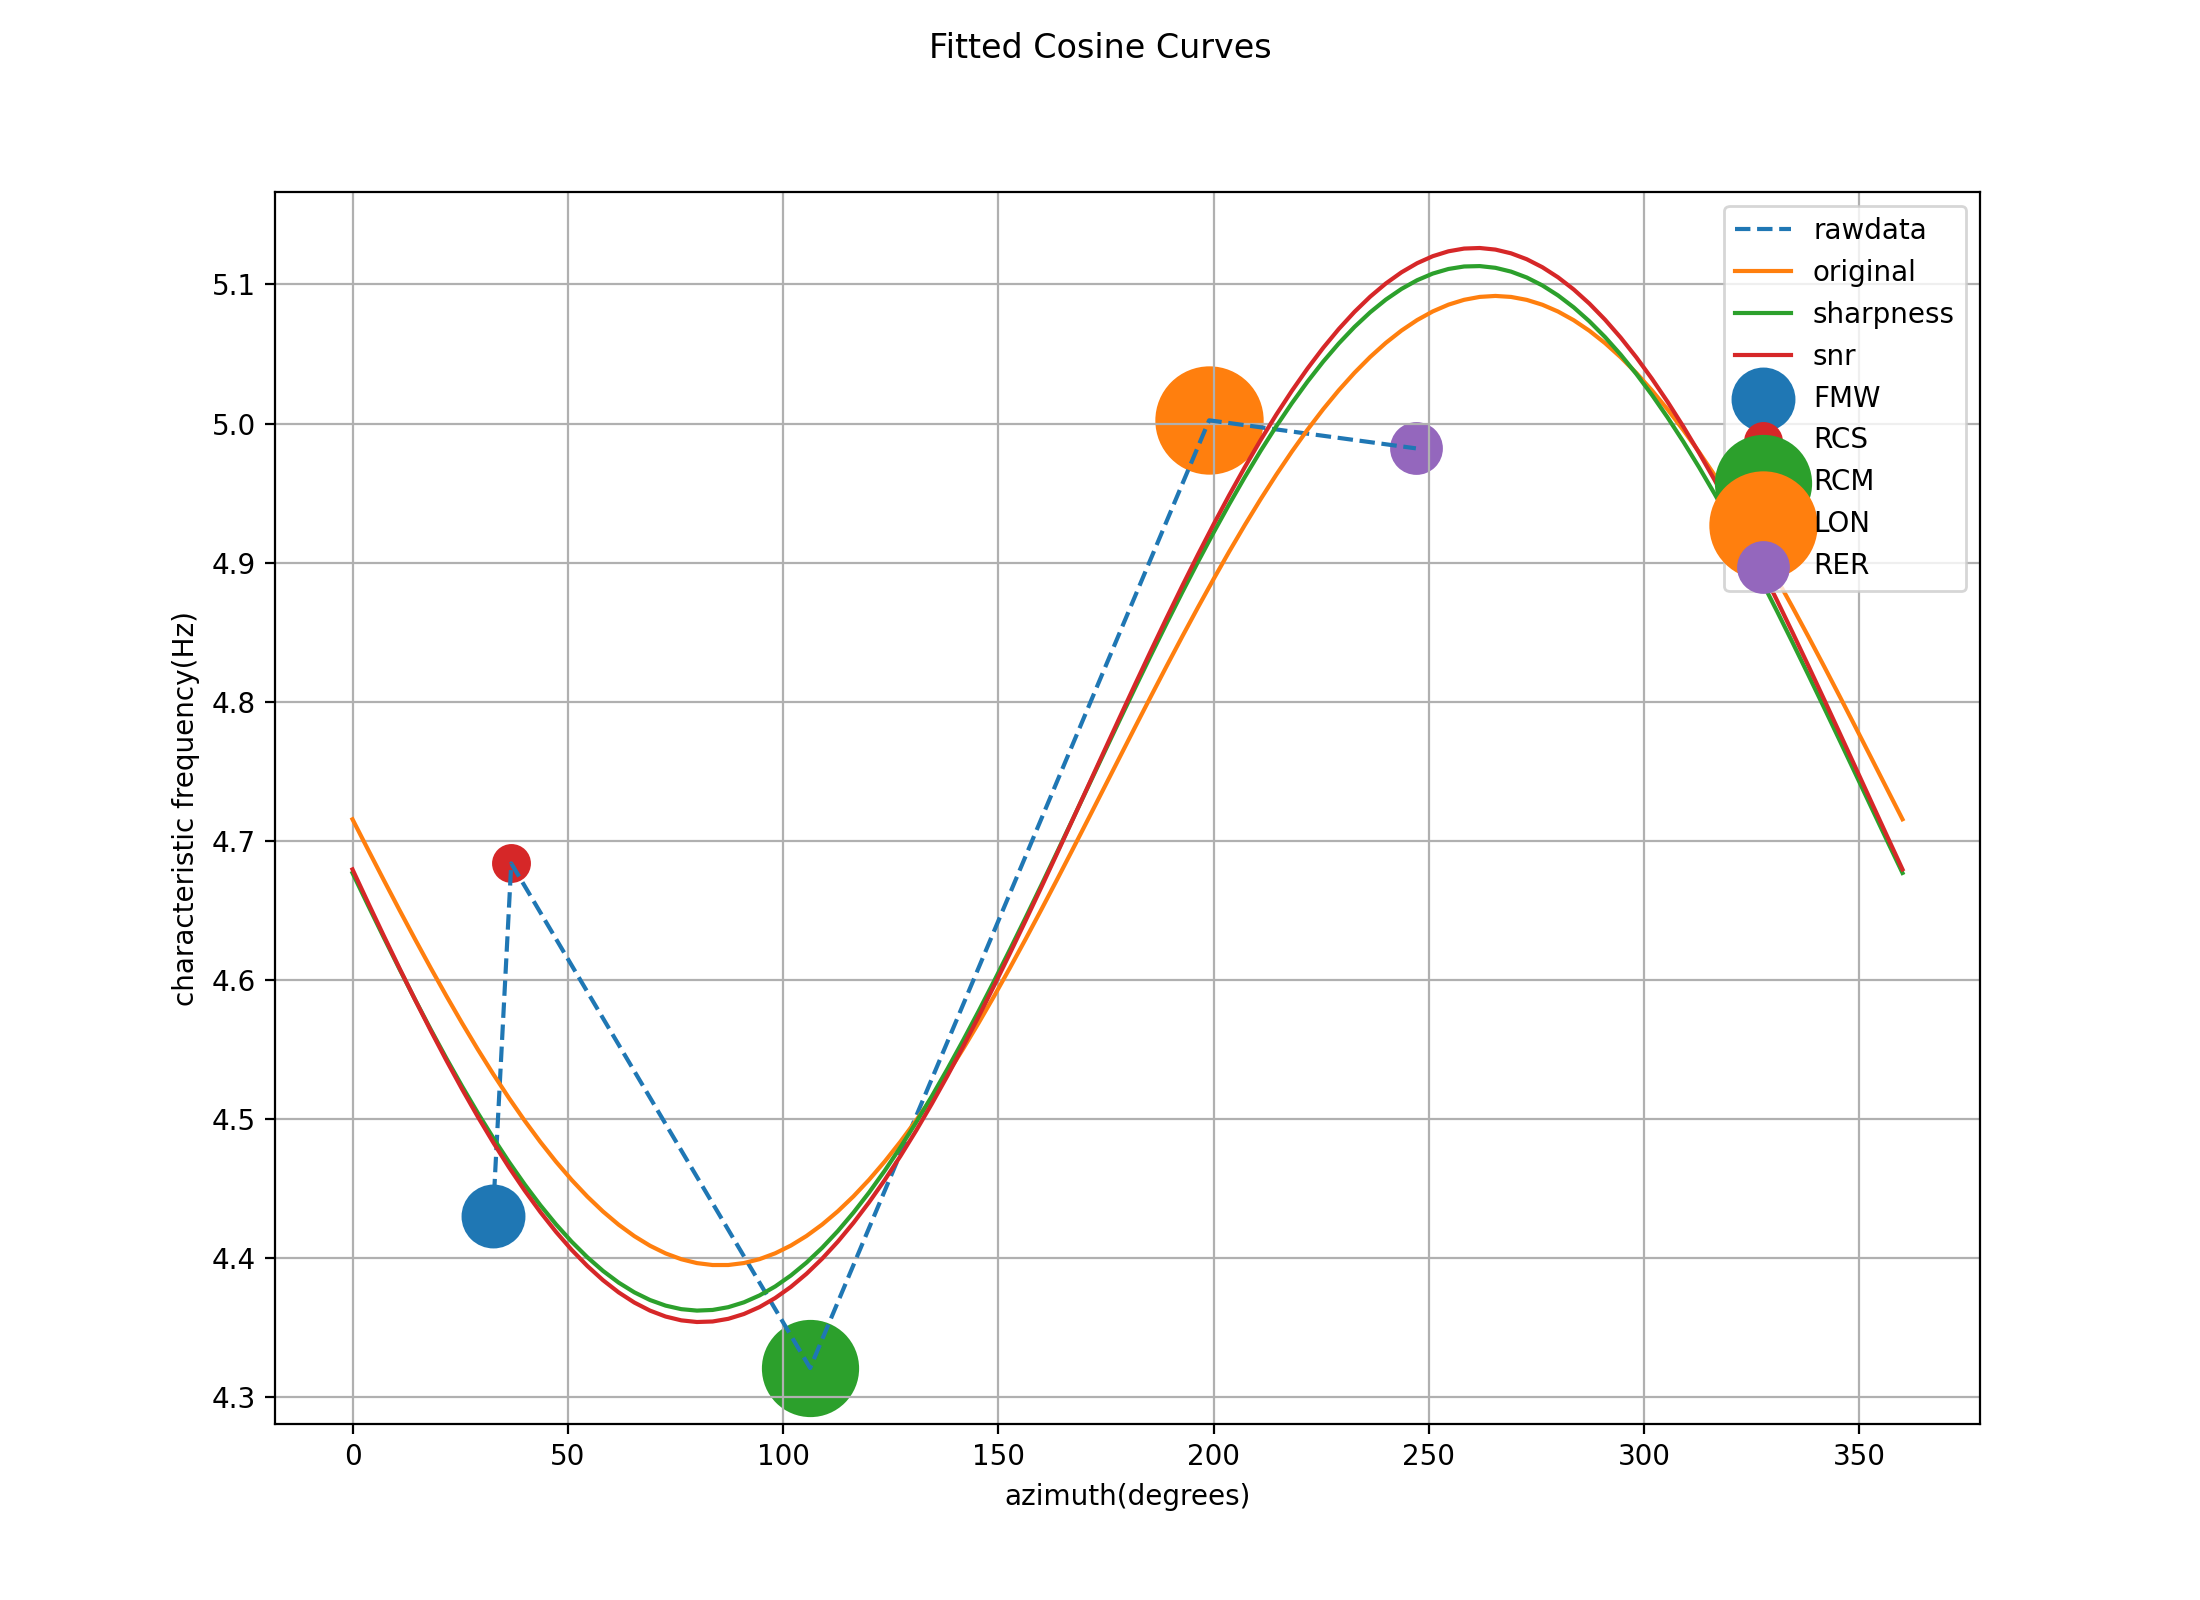 Fitted Cosine Curves
rawdata
original
sharpness
snr
FMW
RCS
RCM
LON
RER
characteristic frequency(Hz)
5.1
5.0
4.9
4.8
4.7
4.6
4.5
4.4
4.3
0 50 100 150 200 250 300 350
azimuth(degrees)